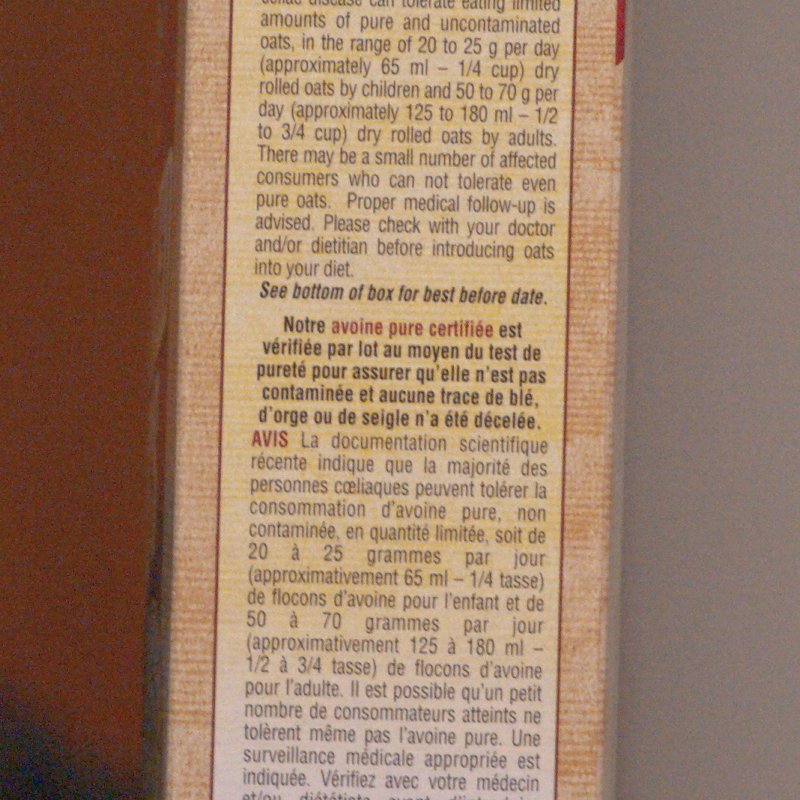 celiac disease can tolerate eating limited
amounts of pure and uncontaminated
oats, in the range of 20 to 25 g per day
(approximately 65 ml – 1/4 cup) dry
rolled oats by children and 50 to 70 g per
day (approximately 125 to 180 ml – 1/2
to 3/4 cup) dry rolled oats by adults.
There may be a small number of affected
consumers who can not tolerate even
pure oats. Proper medical follow-up is
advised. Please check with your doctor
and/or dietitian before introducing oats
into your diet.
See bottom of box for best before date.
Notre avoine pure certifiée est
vérifiée par lot au moyen du test de
pureté pour assurer qu'elle n'est pas
contaminée et aucune trace de blé,
d'orge ou de seigle n'a été décelée.
AVIS La documentation scientifique
récente indique que la majorité des
personnes cœliaques peuvent tolérer la
consommation d'avoine pure, non
contaminée, en quantité limitée, soit de
20 à 25 grammes par jour
(approximativement 65 ml – 1/4 tasse)
de flocons d'avoine pour l'enfant et de
50 à 70 grammes par jour
(approximativement 125 à 180 ml –
1/2 à 3/4 tasse) de flocons d'avoine
pour l'adulte. Il est possible qu'un petit
nombre de consommateurs atteints ne
tolèrent même pas l'avoine pure. Une
surveillance médicale appropriée est
indiquée. Vérifiez avec votre médecin
et/ou diététiste avant